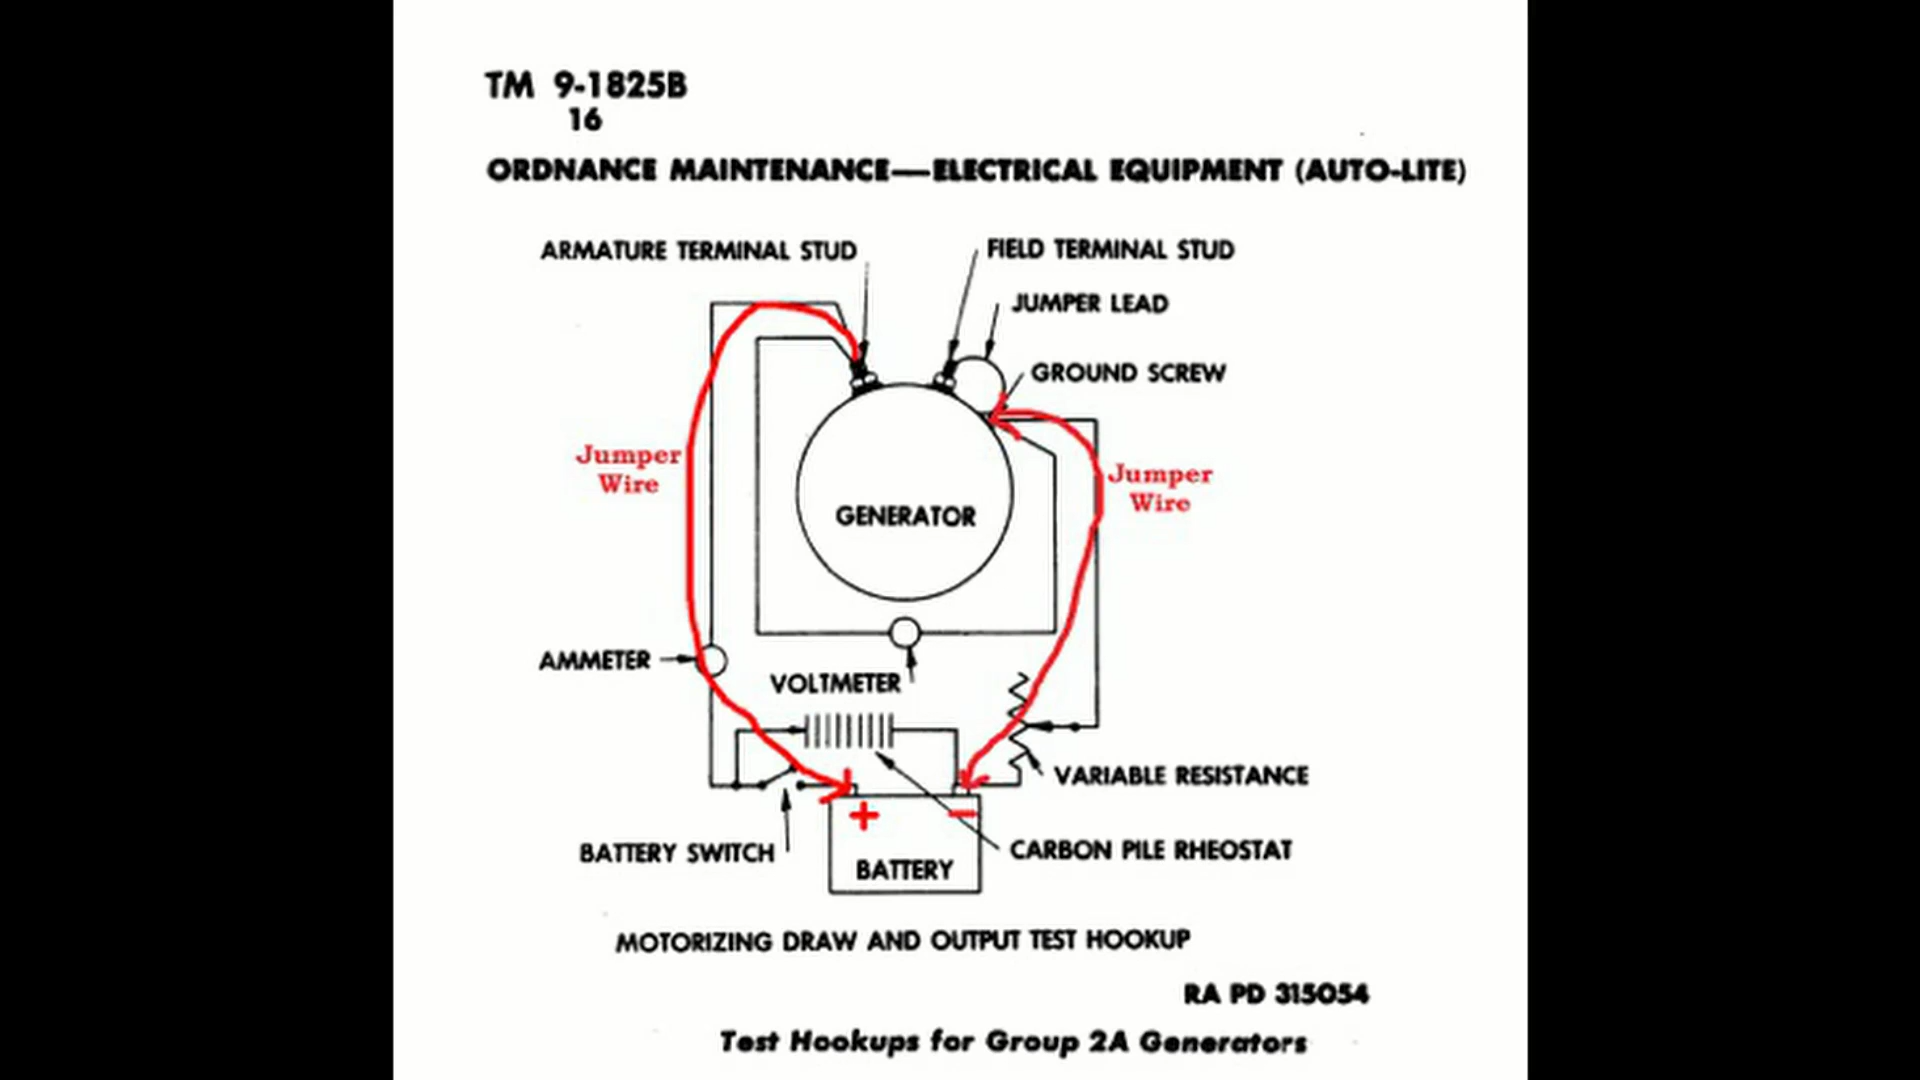 TM 9-1825B
16
ORDNANCE MAINTENANCE—ELECTRICAL EQUIPMENT (AUTO-LITE)
ARMATURE TERMINAL STUD
FIELD TERMINAL STUD
JUMPER LEAD
GROUND SCREW
Jumper
Wire
Jumper
Wire
GENERATOR
AMMETER
VOLTMETER
VARIABLE RESISTANCE
+
−
BATTERY SWITCH
CARBON PILE RHEOSTAT
BATTERY
MOTORIZING DRAW AND OUTPUT TEST HOOKUP
RA PD 315054
Test Hookups for Group 2A Generators